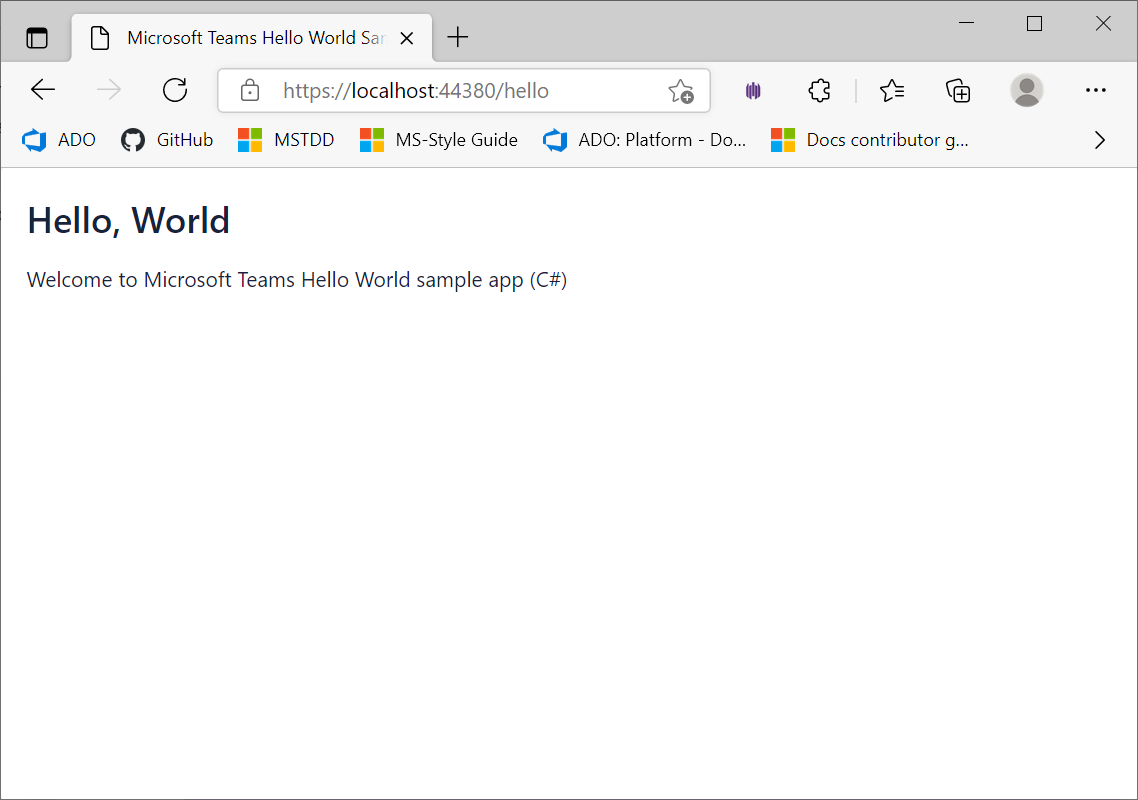 Microsoft Teams Hello World Sar
https://localhost:44380/hello
ADO GitHub MSTDD MS-Style Guide ADO: Platform - Do... Docs contributor g...
Hello, World
Welcome to Microsoft Teams Hello World sample app (C#)